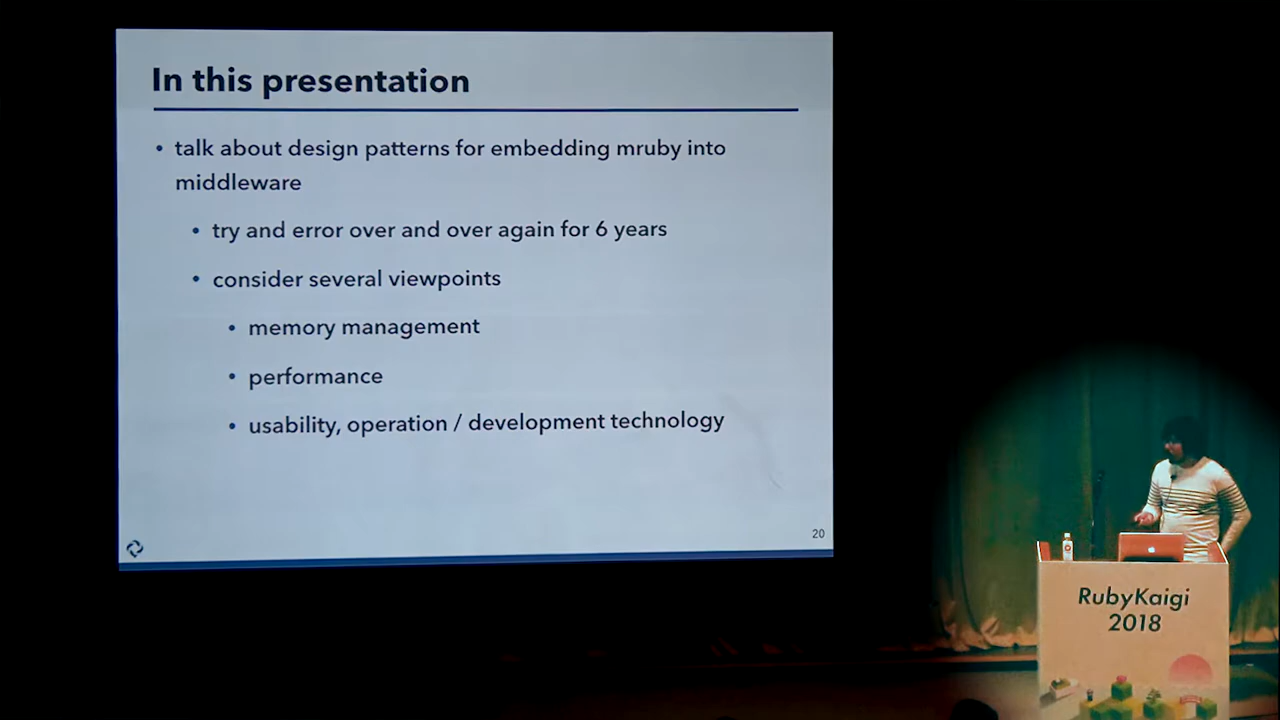 In this presentation
• talk about design patterns for embedding mruby into
middleware
• try and error over and over again for 6 years
• consider several viewpoints
• memory management
• performance
• usability, operation / development technology
20
RubyKaigi
2018